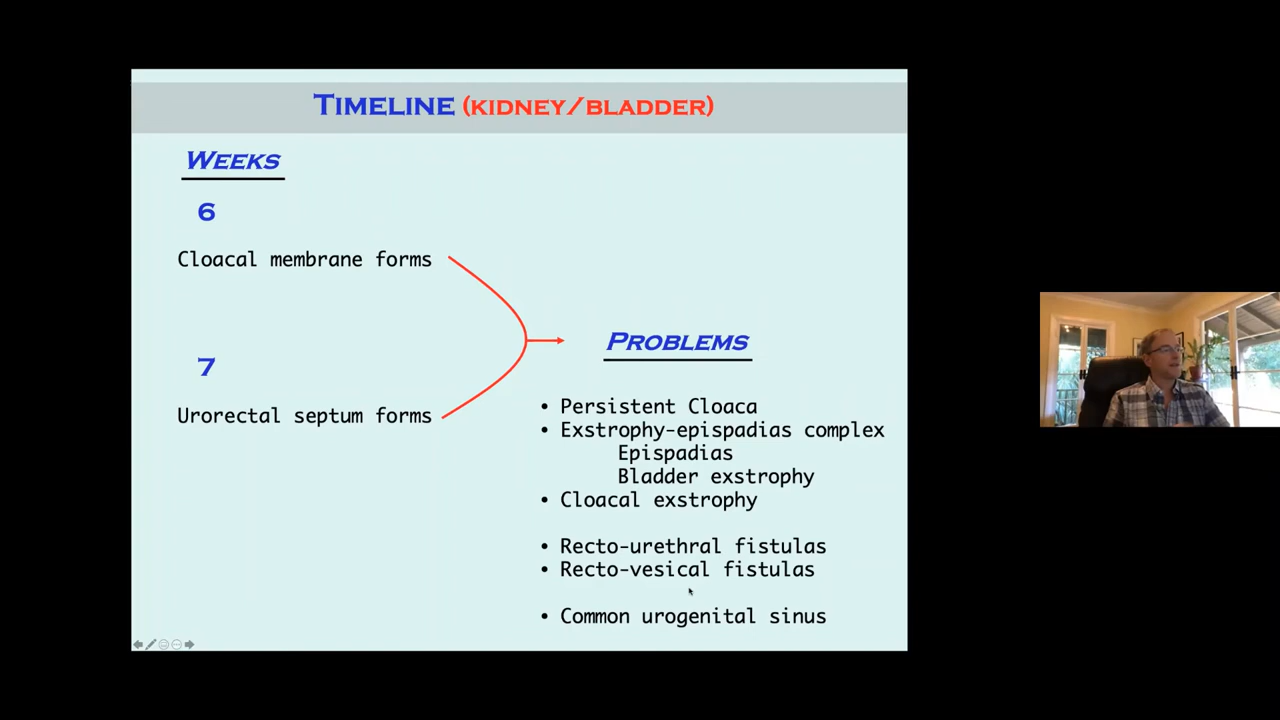 TIMELINE (KIDNEY/BLADDER)
WEEKS
6
Cloacal membrane forms
7
Urorectal septum forms
PROBLEMS
• Persistent Cloaca
• Exstrophy-epispadias complex
Epispadias
Bladder exstrophy
• Cloacal exstrophy
• Recto-urethral fistulas
• Recto-vesical fistulas
• Common urogenital sinus